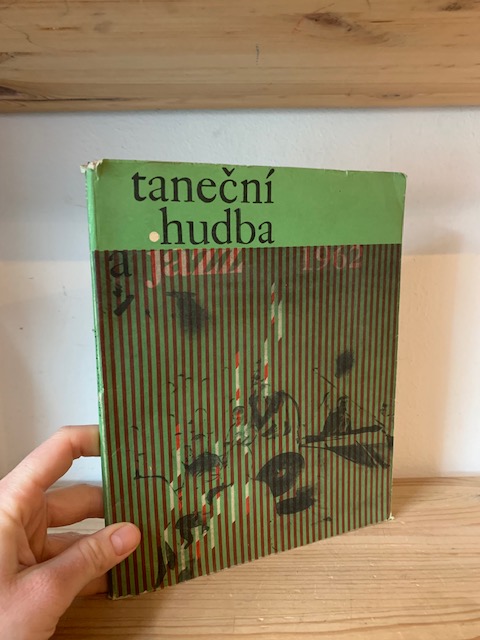 taneční
hudba
a jazz 1962